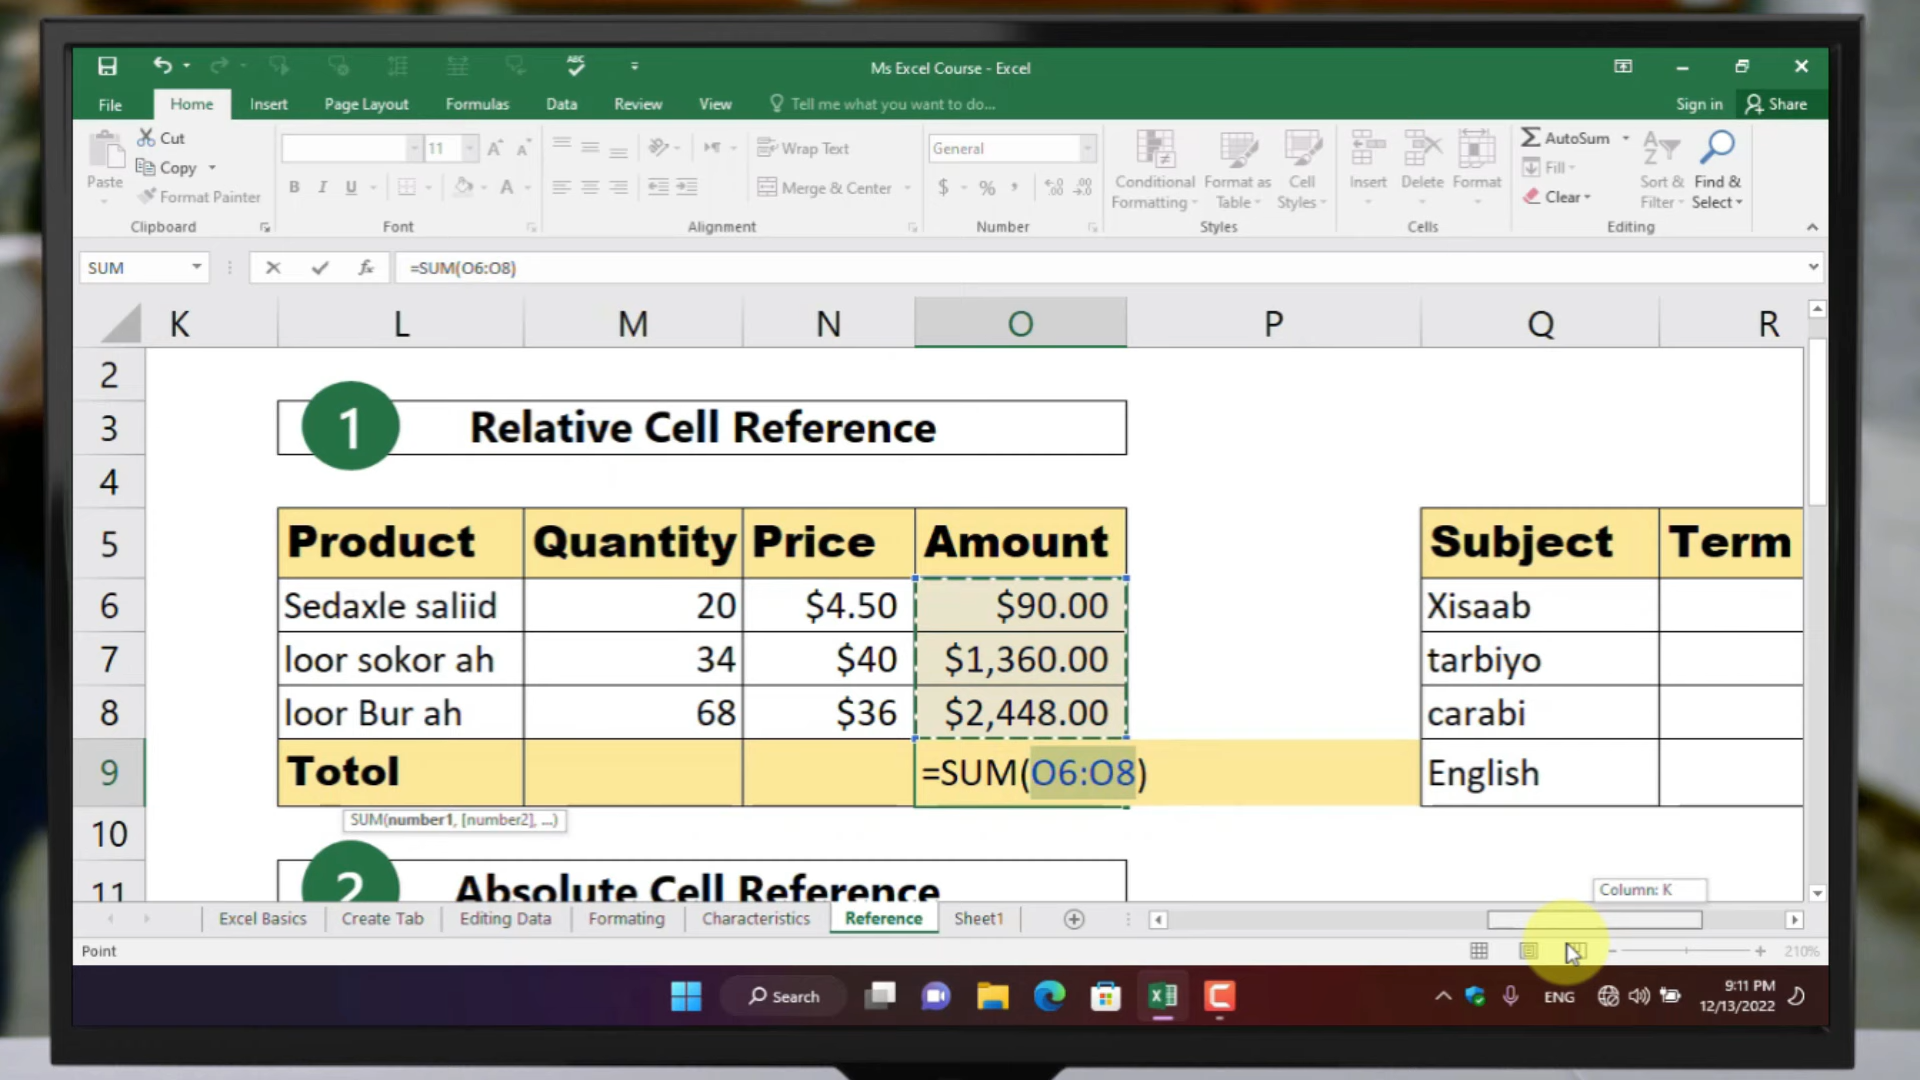 Ms Excel Course - Excel
File Home Insert Page Layout Formulas Data Review View Tell me what you want to do... Sign in Share
Paste Cut Copy Format Painter Clipboard
11 B I U A Font
Wrap Text Merge & Center Alignment
General $ % , Number
Conditional Formatting Format as Table Cell Styles Styles
Insert Delete Format Cells
AutoSum Fill Clear Sort & Filter Find & Select Editing
SUM fx =SUM(O6:O8)
K L M N O P Q R
2
3 1 Relative Cell Reference
4
5 Product Quantity Price Amount Subject Term
6 Sedaxle saliid 20 $4.50 $90.00 Xisaab
7 loor sokor ah 34 $40 $1,360.00 tarbiyo
8 loor Bur ah 68 $36 $2,448.00 carabi
9 Totol =SUM(O6:O8) English
SUM(number1, [number2], ...)
10
11 2 Absolute Cell Reference
Column: K
Excel Basics Create Tab Editing Data Formating Characteristics Reference Sheet1
Point 210%
Search ENG 9:11 PM
12/13/2022